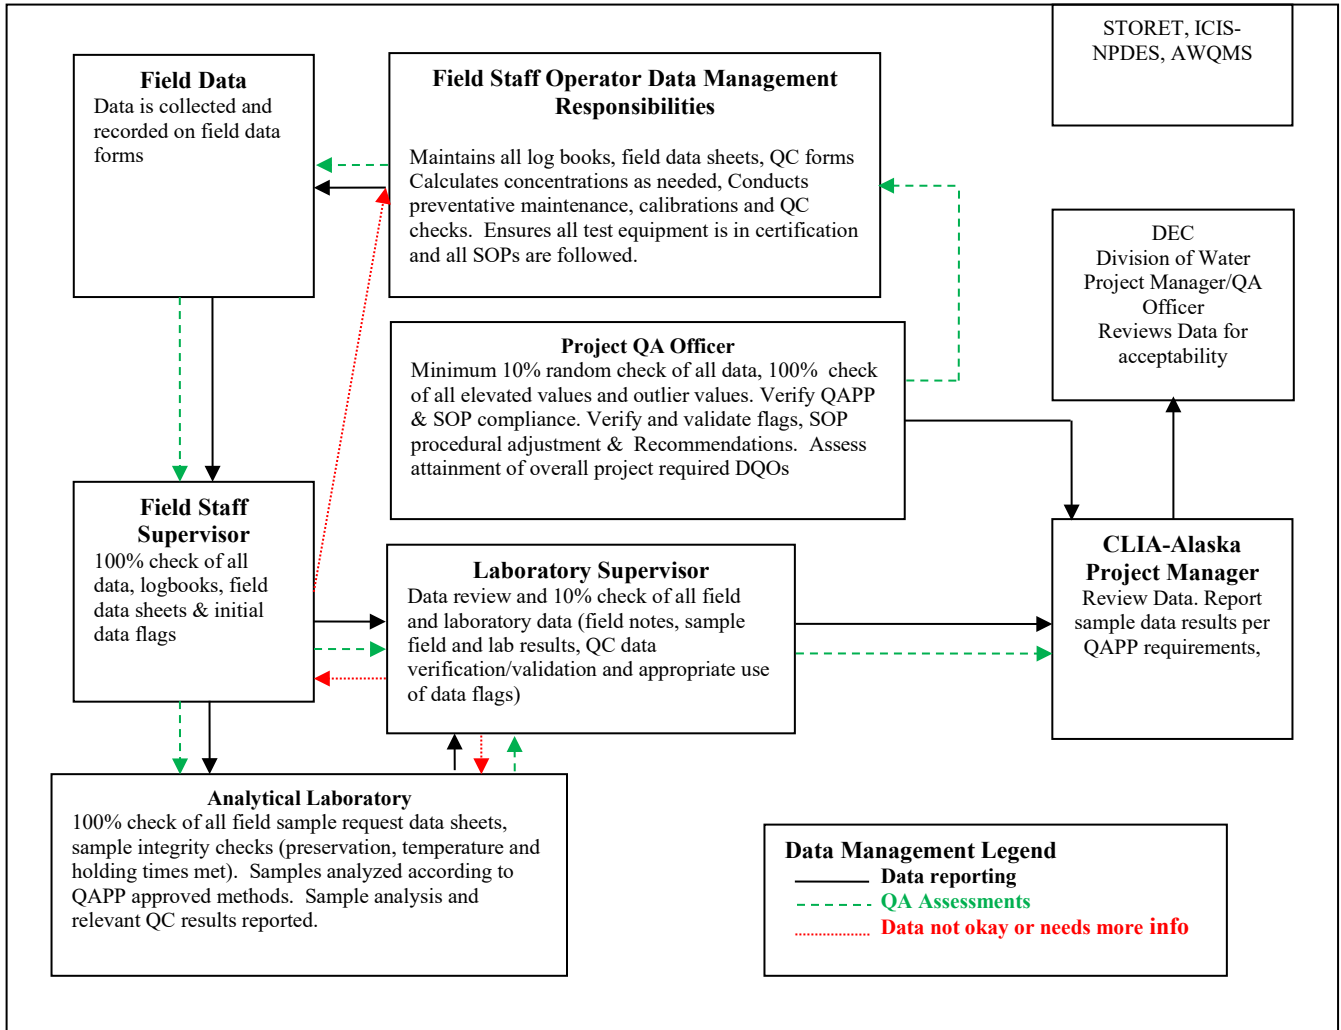 STORET, ICIS-
NPDES, AWQMS
Field Data
Data is collected and
recorded on field data
forms
Field Staff Operator Data Management
Responsibilities
Maintains all log books, field data sheets, QC forms
Calculates concentrations as needed, Conducts
preventative maintenance, calibrations and QC
checks.  Ensures all test equipment is in certification
and all SOPs are followed.
DEC
Division of Water
Project Manager/QA
Officer
Reviews Data for
acceptability
Project QA Officer
Minimum 10% random check of all data, 100%  check
of all elevated values and outlier values. Verify QAPP
& SOP compliance. Verify and validate flags, SOP
procedural adjustment &  Recommendations.  Assess
attainment of overall project required DQOs
Field Staff
Supervisor
100% check of all
data, logbooks, field
data sheets & initial
data flags
Laboratory Supervisor
Data review and 10% check of all field
and laboratory data (field notes, sample
field and lab results, QC data
verification/validation and appropriate use
of data flags)
CLIA-Alaska
Project Manager
Review Data. Report
sample data results per
QAPP requirements,
Analytical Laboratory
100% check of all field sample request data sheets,
sample integrity checks (preservation, temperature and
holding times met).  Samples analyzed according to
QAPP approved methods.  Sample analysis and
relevant QC results reported.
Data Management Legend
Data reporting
QA Assessments
Data not okay or needs more info